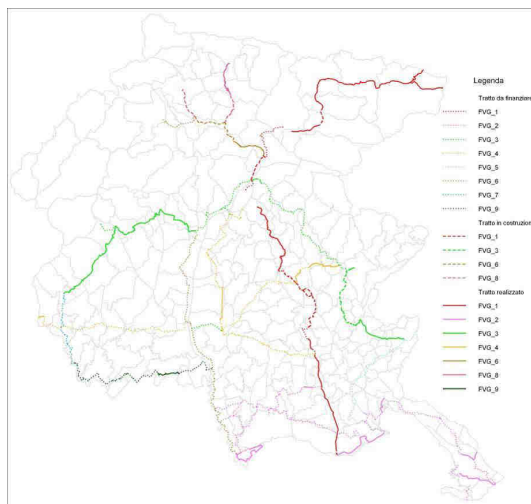 Legenda
Tratto da finanziare
FVG_1
FVG_2
FVG_3
FVG_4
FVG_5
FVG_6
FVG_7
FVG_9
Tratto in costruzione
FVG_1
FVG_3
FVG_6
FVG_8
Tratto realizzato
FVG_1
FVG_2
FVG_3
FVG_4
FVG_6
FVG_8
FVG_9